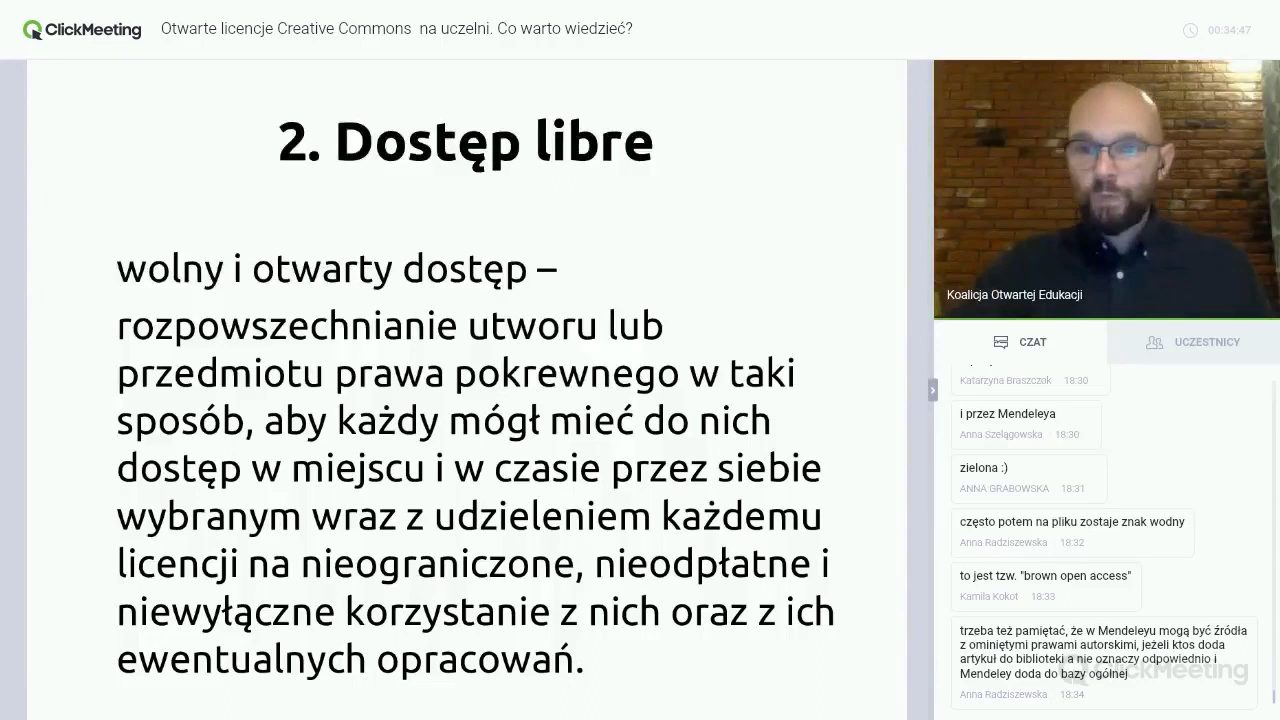 ClickMeeting
Otwarte licencje Creative Commons na uczelni. Co warto wiedzieć?
00:34:47
2. Dostęp libre
wolny i otwarty dostęp –
rozpowszechnianie utworu lub
przedmiotu prawa pokrewnego w taki
sposób, aby każdy mógł mieć do nich
dostęp w miejscu i w czasie przez siebie
wybranym wraz z udzieleniem każdemu
licencji na nieograniczone, nieodpłatne i
niewyłączne korzystanie z nich oraz z ich
ewentualnych opracowań.
Koalicja Otwartej Edukacji
CZAT
UCZESTNICY
Katarzyna Braszczok 18:30
i przez Mendeleya
Anna Szelągowska 18:30
zielona :)
ANNA GRABOWSKA 18:31
często potem na pliku zostaje znak wodny
Anna Radziszewska 18:32
to jest tzw. "brown open access"
Kamila Kokot 18:33
trzeba też pamiętać, że w Mendeleyu mogą być źródła
z ominiętymi prawami autorskimi, jeżeli ktos doda
artykuł do biblioteki a nie oznaczy odpowiednio i
Mendeley doda do bazy ogólnej
ClickMeeting
Anna Radziszewska 18:34